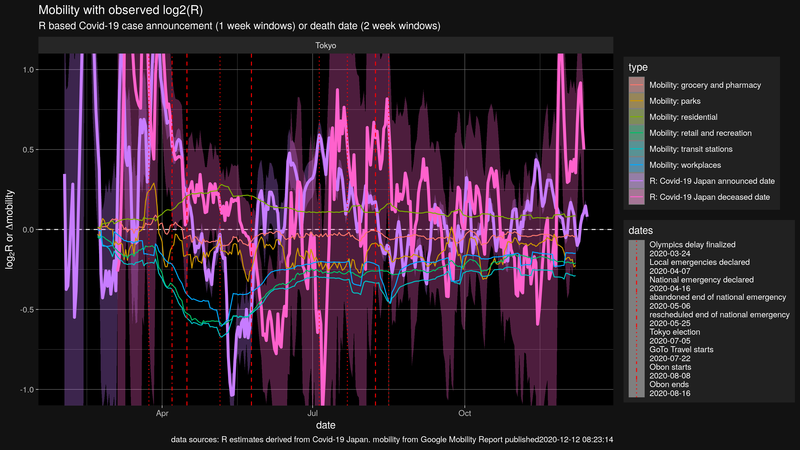 Mobility with observed log2(R)
R based Covid-19 case announcement (1 week windows) or death date (2 week windows)
Tokyo
1.0
0.5
0.0
-0.5
-1.0
log₂R or Δmobility
Apr
Jul
Oct
date
type
Mobility: grocery and pharmacy
Mobility: parks
Mobility: residential
Mobility: retail and recreation
Mobility: transit stations
Mobility: workplaces
R: Covid-19 Japan announced date
R: Covid-19 Japan deceased date
dates
Olympics delay finalized
2020-03-24
Local emergencies declared
2020-04-07
National emergency declared
2020-04-16
abandoned end of national emergency
2020-05-06
rescheduled end of national emergency
2020-05-25
Tokyo election
2020-07-05
GoTo Travel starts
2020-07-22
Obon starts
2020-08-08
Obon ends
2020-08-16
data sources: R estimates derived from Covid-19 Japan. mobility from Google Mobility Report published2020-12-12 08:23:14